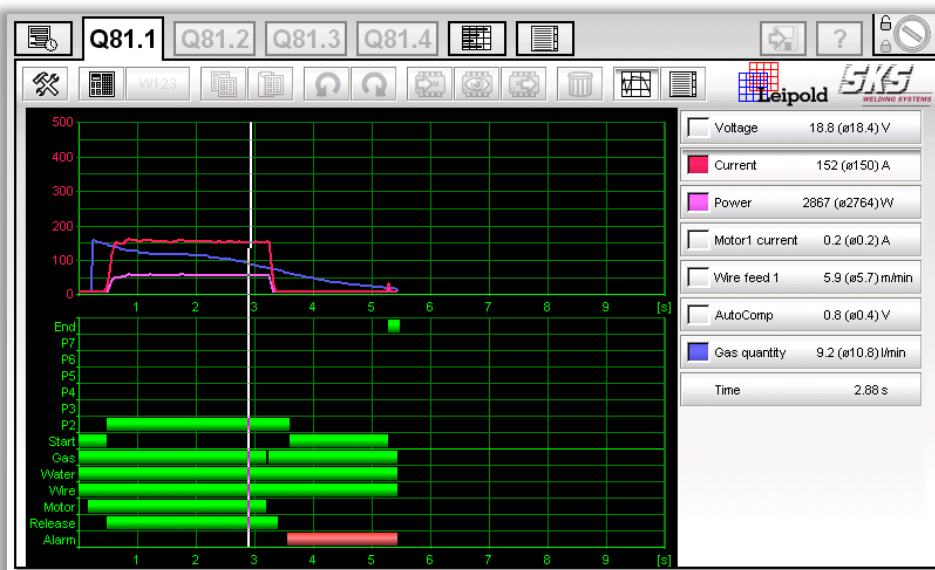 Q81.1 Q81.2 Q81.3 Q81.4 ?
W123 Leipold SKS
WELDING SYSTEMS
500
400
300
200
100
0
1 2 3 4 5 6 7 8 9 [s]
Voltage 18.8 (ø18.4) V
Current 152 (ø150) A
Power 2867 (ø2764) W
Motor1 current 0.2 (ø0.2) A
Wire feed 1 5.9 (ø5.7) m/min
AutoComp 0.8 (ø0.4) V
Gas quantity 9.2 (ø10.8) l/min
Time 2.88 s
End
P7
P6
P5
P4
P3
P2
Start
Gas
Water
Wire
Motor
Release
Alarm
1 2 3 4 5 6 7 8 9 [s]